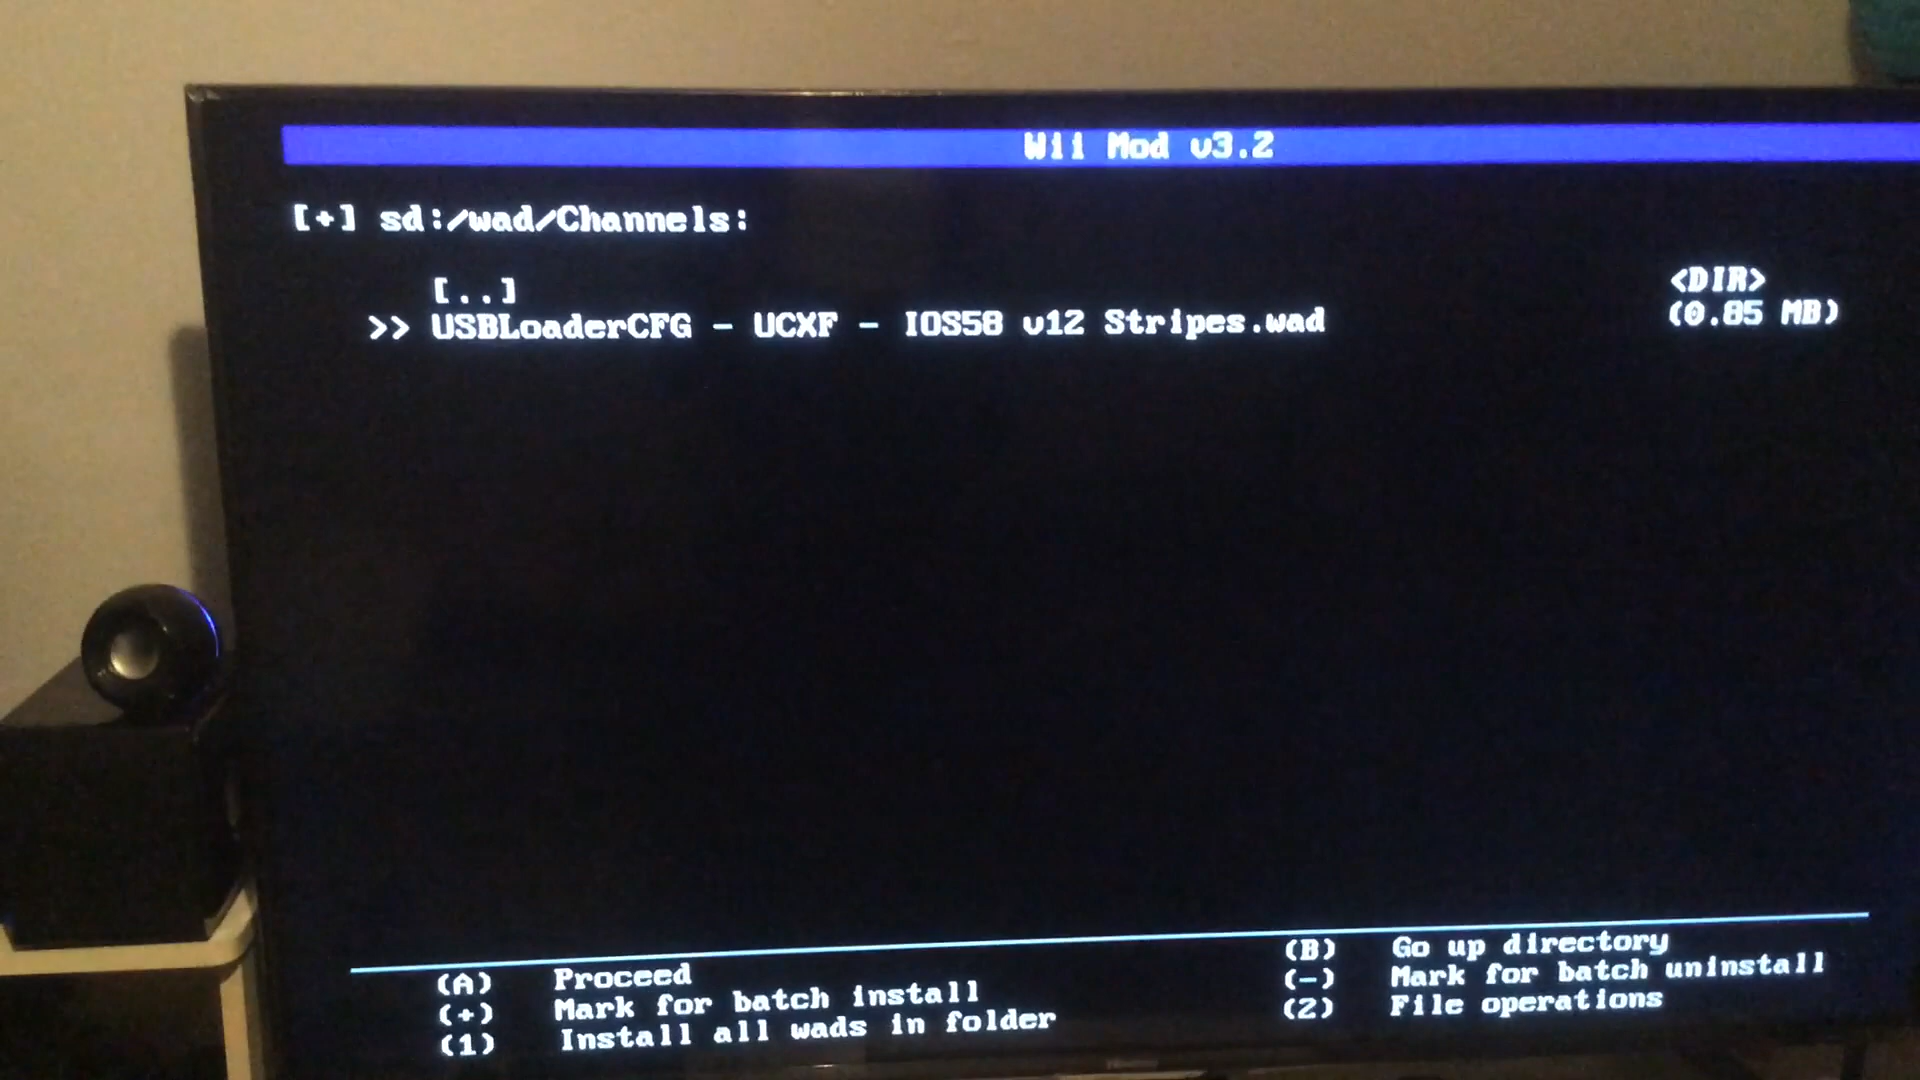 Wii Mod v3.2
[+] sd:/wad/Channels:
[..] <DIR>
>> USBLoaderCFG - UCXF - IOS58 v12 Stripes.wad (0.85 MB)
(A) Proceed (B) Go up directory
(+) Mark for batch install (-) Mark for batch uninstall
(1) Install all wads in folder (2) File operations